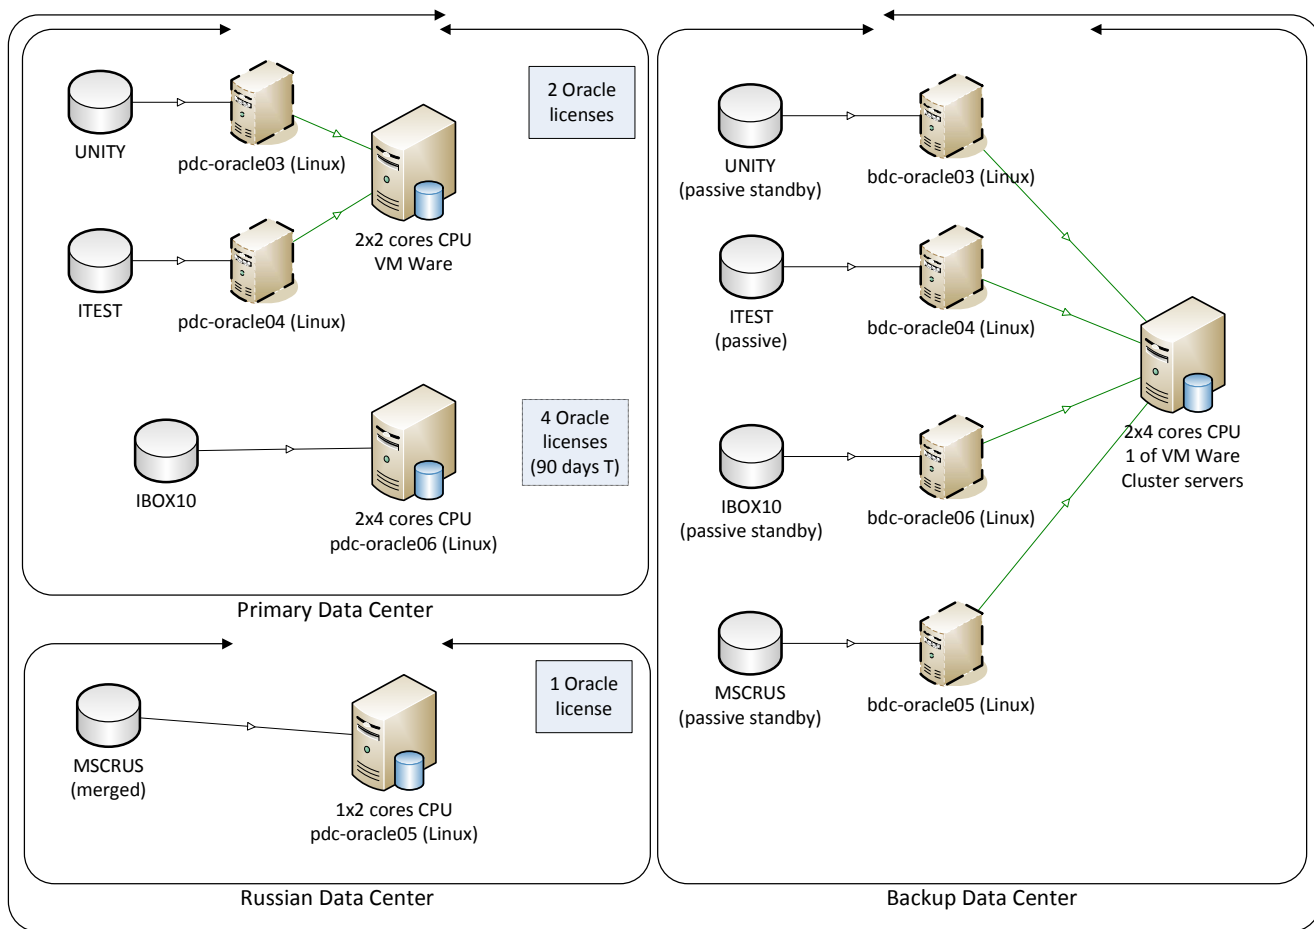 2 Oracle
licenses
UNITY
pdc-oracle03 (Linux)
2x2 cores CPU
VM Ware
ITEST
pdc-oracle04 (Linux)
4 Oracle
licenses
(90 days T)
IBOX10
2x4 cores CPU
pdc-oracle06 (Linux)
Primary Data Center
1 Oracle
license
MSCRUS
(merged)
1x2 cores CPU
pdc-oracle05 (Linux)
Russian Data Center
UNITY
(passive standby)
bdc-oracle03 (Linux)
ITEST
(passive)
bdc-oracle04 (Linux)
2x4 cores CPU
1 of VM Ware
Cluster servers
IBOX10
(passive standby)
bdc-oracle06 (Linux)
MSCRUS
(passive standby)
bdc-oracle05 (Linux)
Backup Data Center